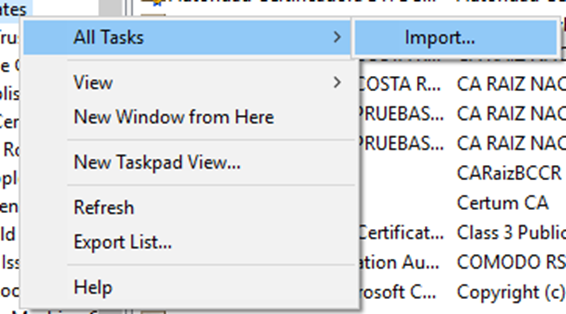 ates
All Tasks
Import...
View
New Window from Here
New Taskpad View...
Refresh
Export List...
Help
COSTA R... CA RAIZ NAC
PRUEBAS... CA RAIZ NAC
PRUEBAS... CA RAIZ NAC
CARaizBCCR
Certum CA
Certificat... Class 3 Public
ation Au... COMODO RS
rosoft C... Copyright (c)